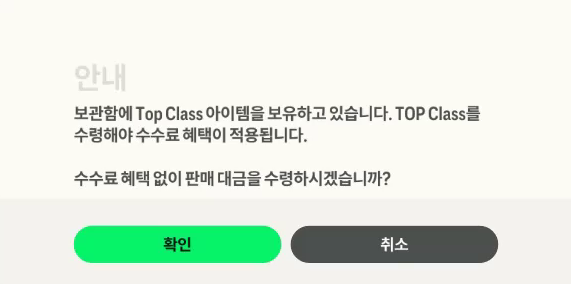 안내
보관함에 Top Class 아이템을 보유하고 있습니다. TOP Class를
수령해야 수수료 혜택이 적용됩니다.
수수료 혜택 없이 판매 대금을 수령하시겠습니까?
확인
취소